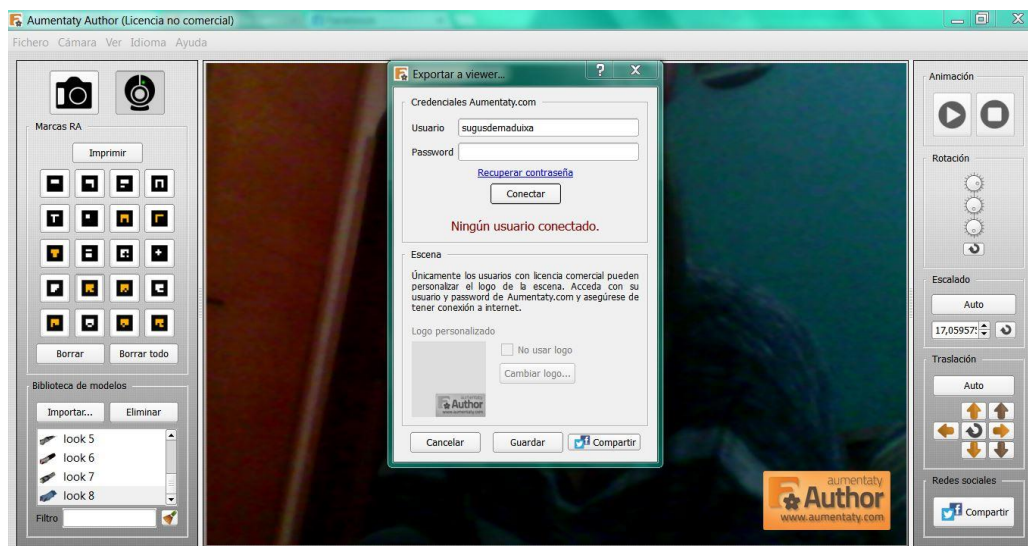 Aumentaty Author (Licencia no comercial)
Fichero Cámara Ver Idioma Ayuda
Marcas RA
Imprimir
Borrar Borrar todo
Biblioteca de modelos
Importar... Eliminar
look 5
look 6
look 7
look 8
Filtro
Exportar a viewer...
Credenciales Aumentaty.com
Usuario sugusdemaduixa
Password
Recuperar contraseña
Conectar
Ningún usuario conectado.
Escena
Únicamente los usuarios con licencia comercial pueden
personalizar el logo de la escena. Acceda con su
usuario y password de Aumentaty.com y asegúrese de
tener conexión a internet.
Logo personalizado
No usar logo
Cambiar logo...
aumentaty
Author
www.aumentaty.com
Cancelar Guardar Compartir
aumentaty
Author
www.aumentaty.com
Animación
Rotación
Escalado
Auto
Traslación
Auto
Redes sociales
Compartir